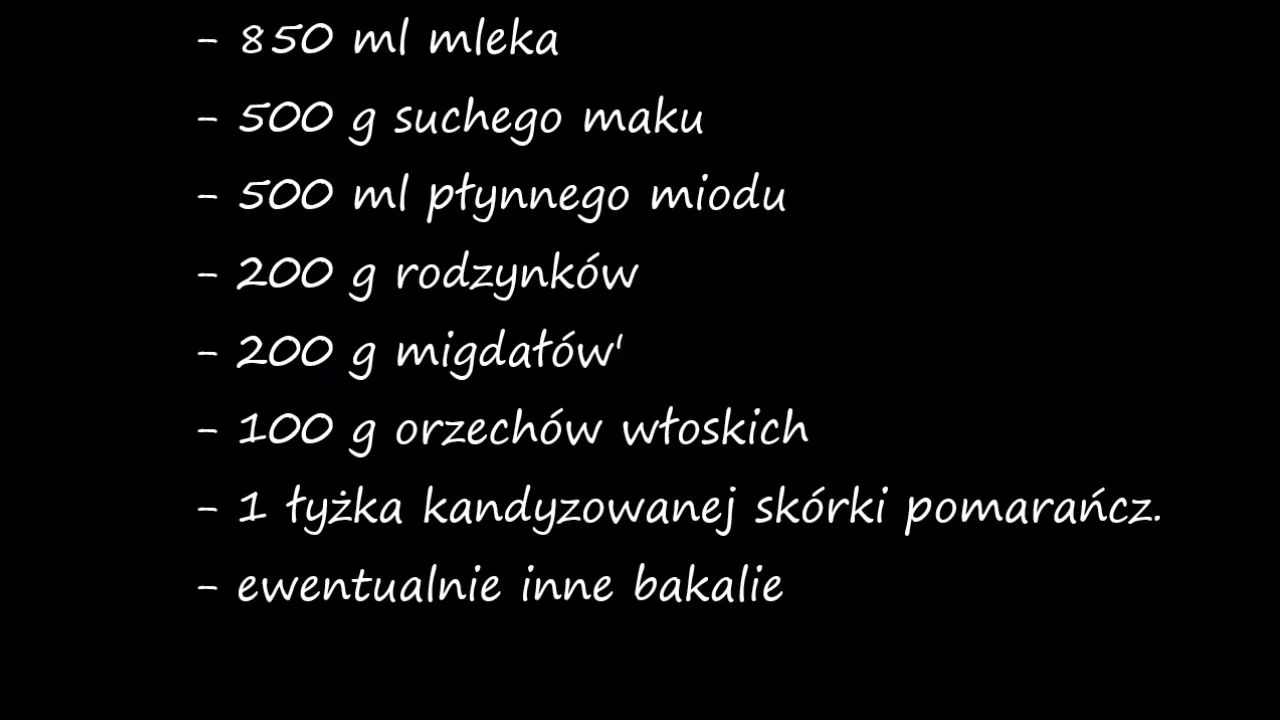 - 850 ml mleka
- 500 g suchego maku
- 500 ml płynnego miodu
- 200 g rodzynków
- 200 g migdałów'
- 100 g orzechów włoskich
- 1 łyżka kandyzowanej skórki pomarańcz.
- ewentualnie inne bakalie